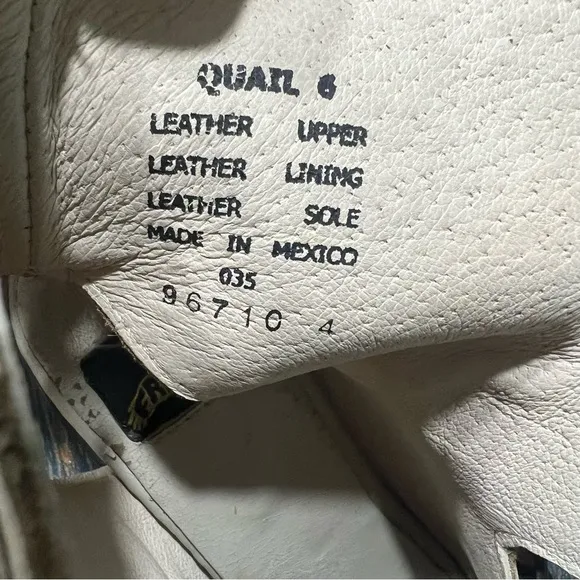 QUAIL 6
LEATHER UPPER
LEATHER LINING
LEATHER SOLE
MADE IN MEXICO
035
96710 4